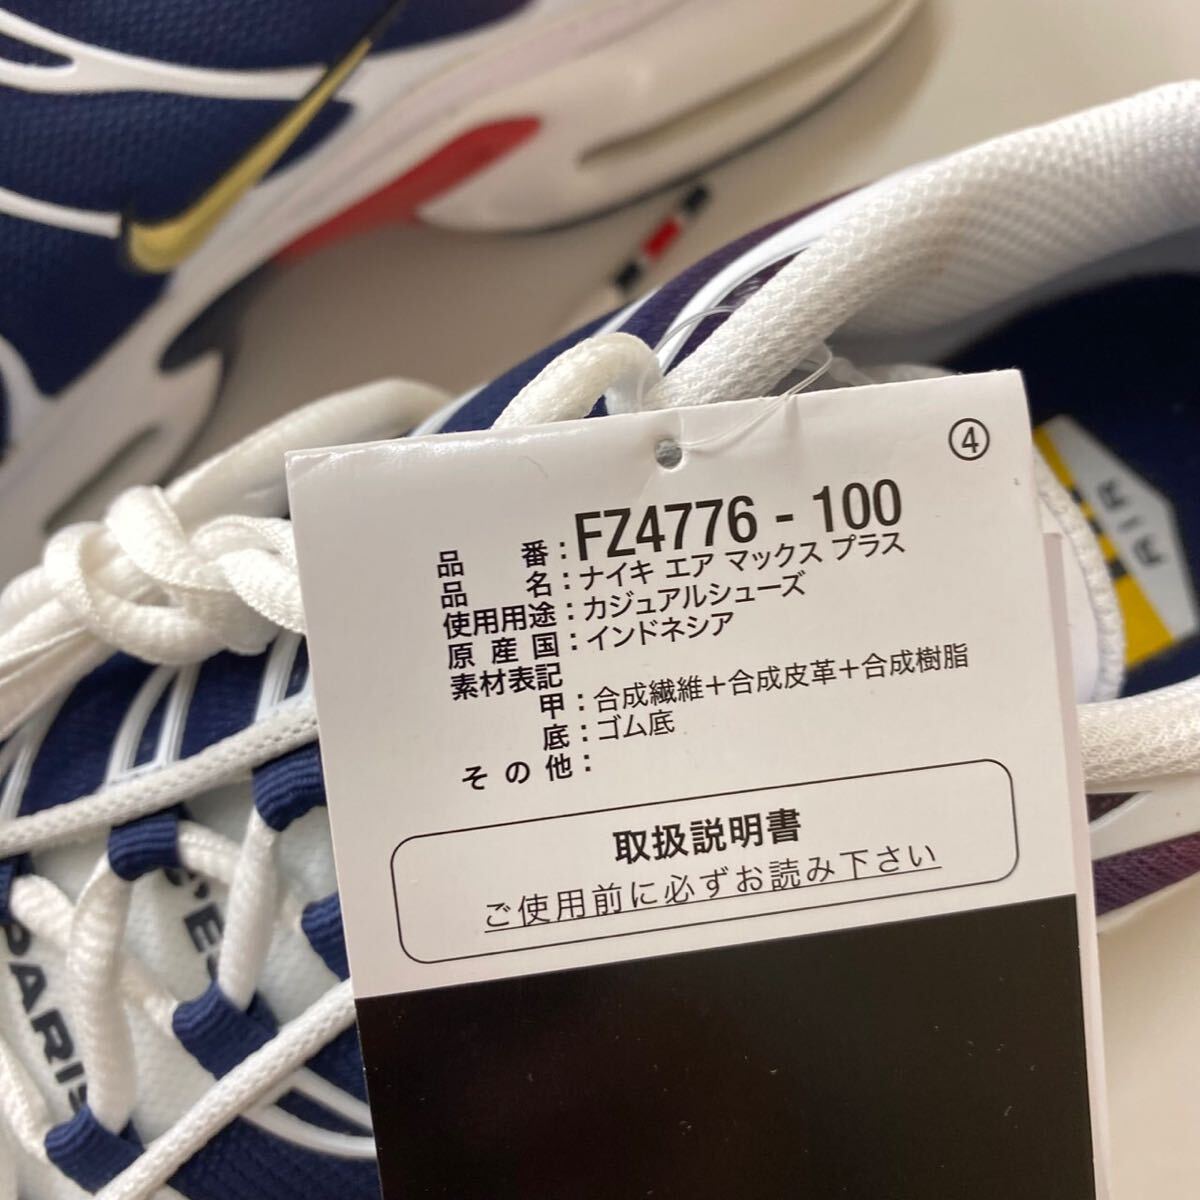 ④
品番:FZ4776-100
品名:ナイキ エア マックス プラス
使用用途:カジュアルシューズ
原産国:インドネシア
素材表記
甲:合成繊維+合成皮革+合成樹脂
底:ゴム底
その他:
取扱説明書
ご使用前に必ずお読み下さい
AIR
PARIS